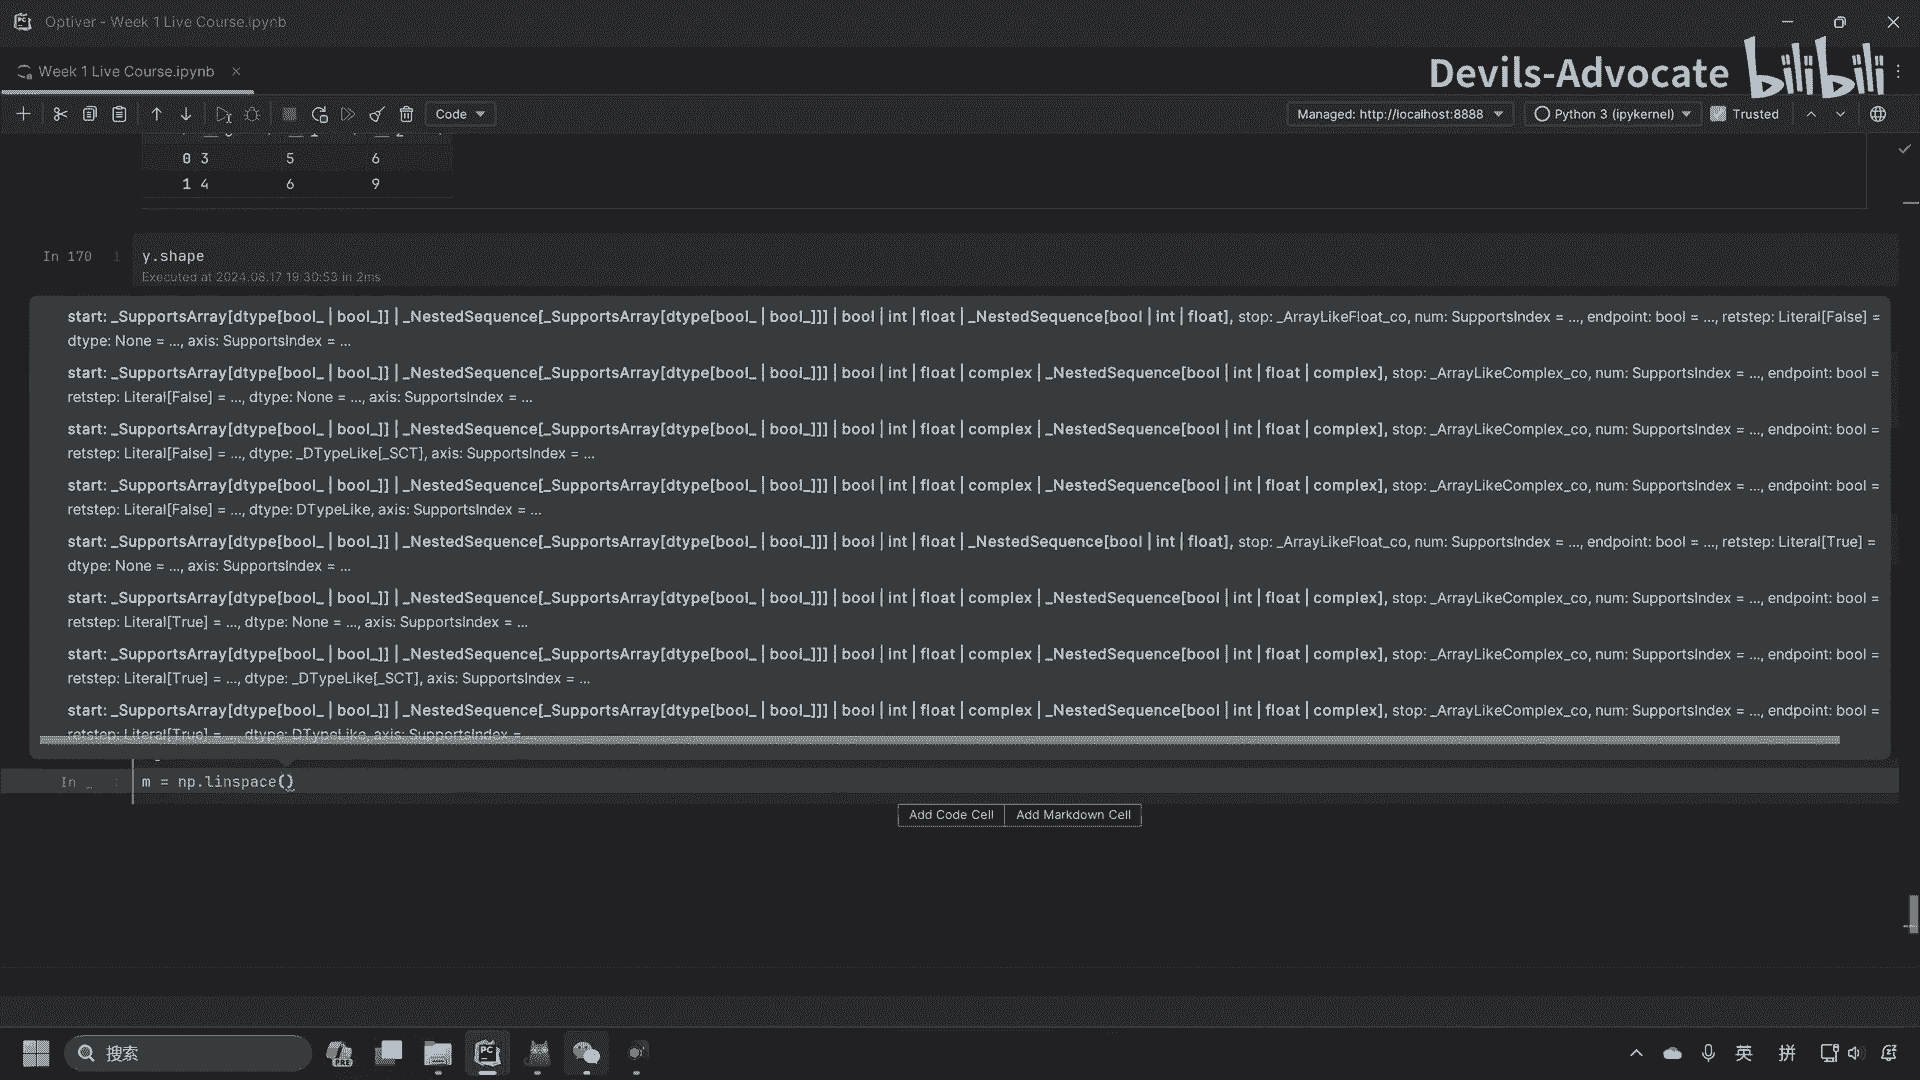 Optiver - Week 1 Live Course.ipynb
Week 1 Live Course.ipynb
Devils-Advocate bilibili
Code
Managed: http://localhost:8888
Python 3 (ipykernel)
Trusted
0 3 5 6
1 4 6 9
In 170 1 y.shape
Executed at 2024.08.17 19:30:53 in 2ms
start: _SupportsArray[dtype[bool_ | bool_]] | _NestedSequence[_SupportsArray[dtype[bool_ | bool_]]] | bool | int | float | _NestedSequence[bool | int | float], stop: _ArrayLikeFloat_co, num: SupportsIndex = ..., endpoint: bool = ..., retstep: Literal[False] =
dtype: None = ..., axis: SupportsIndex = ...
start: _SupportsArray[dtype[bool_ | bool_]] | _NestedSequence[_SupportsArray[dtype[bool_ | bool_]]] | bool | int | float | complex | _NestedSequence[bool | int | float | complex], stop: _ArrayLikeComplex_co, num: SupportsIndex = ..., endpoint: bool =
retstep: Literal[False] = ..., dtype: None = ..., axis: SupportsIndex = ...
start: _SupportsArray[dtype[bool_ | bool_]] | _NestedSequence[_SupportsArray[dtype[bool_ | bool_]]] | bool | int | float | complex | _NestedSequence[bool | int | float | complex], stop: _ArrayLikeComplex_co, num: SupportsIndex = ..., endpoint: bool =
retstep: Literal[False] = ..., dtype: _DTypeLike[_SCT], axis: SupportsIndex = ...
start: _SupportsArray[dtype[bool_ | bool_]] | _NestedSequence[_SupportsArray[dtype[bool_ | bool_]]] | bool | int | float | complex | _NestedSequence[bool | int | float | complex], stop: _ArrayLikeComplex_co, num: SupportsIndex = ..., endpoint: bool =
retstep: Literal[False] = ..., dtype: DTypeLike, axis: SupportsIndex = ...
start: _SupportsArray[dtype[bool_ | bool_]] | _NestedSequence[_SupportsArray[dtype[bool_ | bool_]]] | bool | int | float | _NestedSequence[bool | int | float], stop: _ArrayLikeFloat_co, num: SupportsIndex = ..., endpoint: bool = ..., retstep: Literal[True] =
dtype: None = ..., axis: SupportsIndex = ...
start: _SupportsArray[dtype[bool_ | bool_]] | _NestedSequence[_SupportsArray[dtype[bool_ | bool_]]] | bool | int | float | complex | _NestedSequence[bool | int | float | complex], stop: _ArrayLikeComplex_co, num: SupportsIndex = ..., endpoint: bool =
retstep: Literal[True] = ..., dtype: None = ..., axis: SupportsIndex = ...
start: _SupportsArray[dtype[bool_ | bool_]] | _NestedSequence[_SupportsArray[dtype[bool_ | bool_]]] | bool | int | float | complex | _NestedSequence[bool | int | float | complex], stop: _ArrayLikeComplex_co, num: SupportsIndex = ..., endpoint: bool =
retstep: Literal[True] = ..., dtype: _DTypeLike[_SCT], axis: SupportsIndex = ...
start: _SupportsArray[dtype[bool_ | bool_]] | _NestedSequence[_SupportsArray[dtype[bool_ | bool_]]] | bool | int | float | complex | _NestedSequence[bool | int | float | complex], stop: _ArrayLikeComplex_co, num: SupportsIndex = ..., endpoint: bool =
retstep: Literal[True] = ..., dtype: DTypeLike, axis: SupportsIndex = ...
In _ : m = np.linspace()
Add Code Cell Add Markdown Cell
搜索
PRE
PC
英
拼